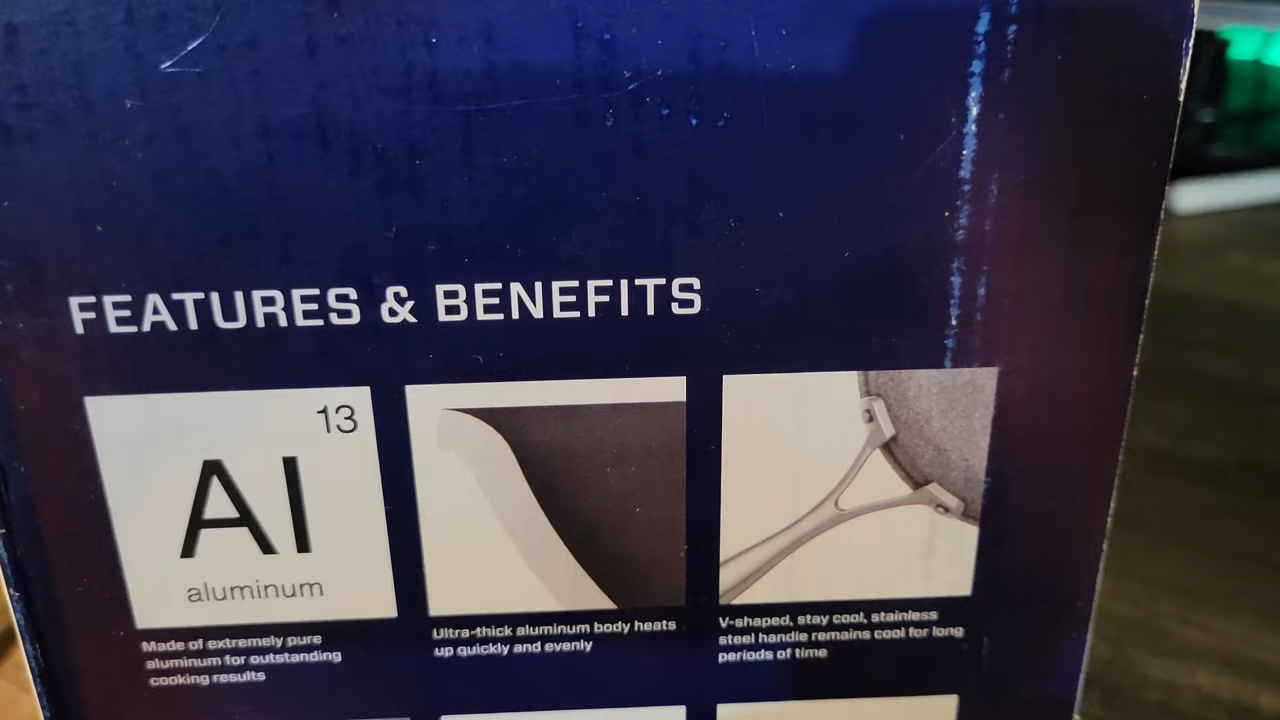 FEATURES & BENEFITS
13
Al
aluminum
Made of extremely pure
aluminum for outstanding
cooking results
Ultra-thick aluminum body heats
up quickly and evenly
V-shaped, stay cool, stainless
steel handle remains cool for long
periods of time